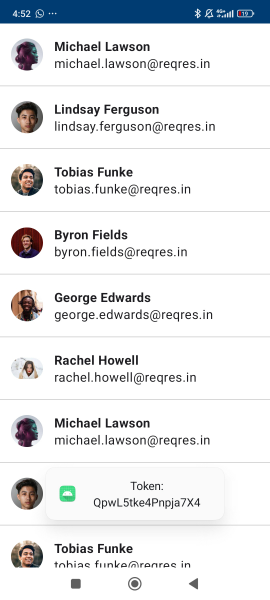 4:52
4G+
19
Michael Lawson
michael.lawson@reqres.in
Lindsay Ferguson
lindsay.ferguson@reqres.in
Tobias Funke
tobias.funke@reqres.in
Byron Fields
byron.fields@reqres.in
George Edwards
george.edwards@reqres.in
Rachel Howell
rachel.howell@reqres.in
Michael Lawson
michael.lawson@reqres.in
Token:
QpwL5tke4Pnpja7X4
Tobias Funke
tobias.funke@reqres.in